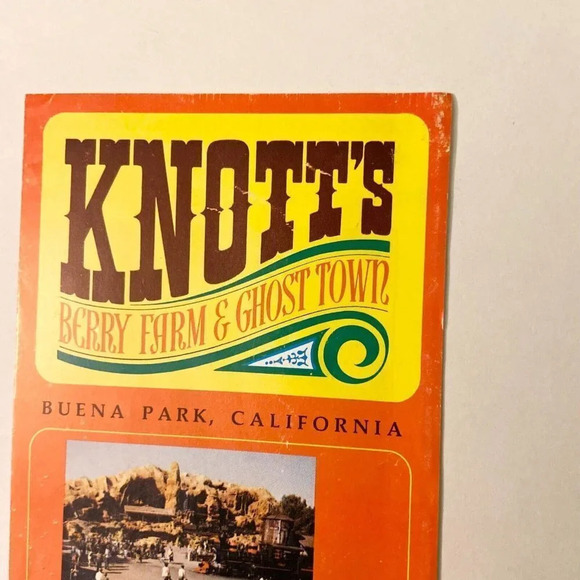 KNOTT'S
BERRY FARM & GHOST TOWN
BUENA PARK, CALIFORNIA